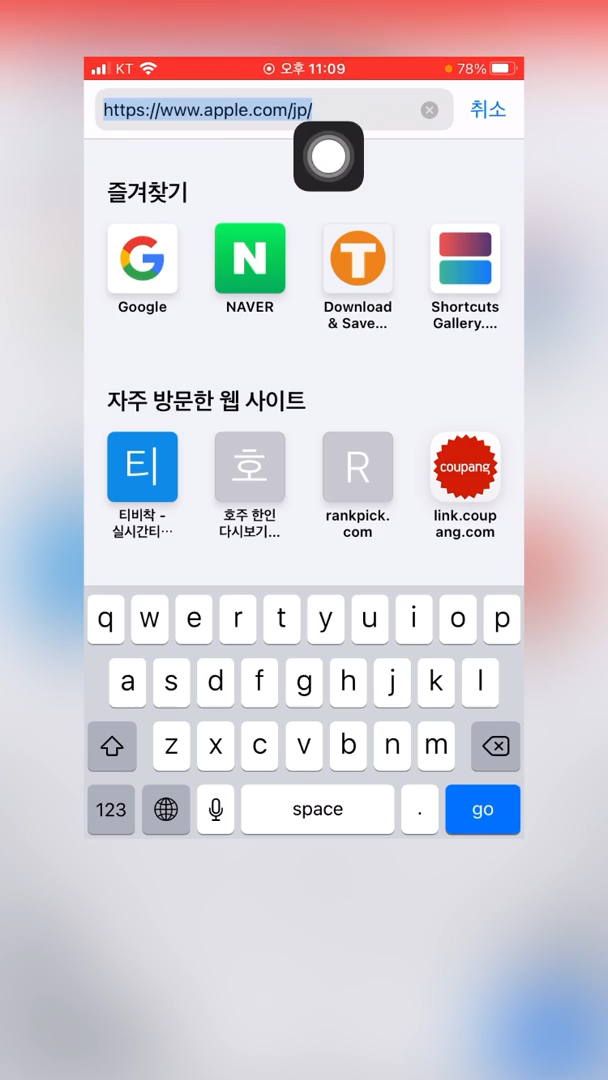 KT 오후 11:09 78%
https://www.apple.com/jp/ 취소
즐겨찾기
N T
Google NAVER Download Shortcuts
& Save... Gallery....
자주 방문한 웹 사이트
티 호 R coupang
티비착 - 호주 한인 rankpick. link.coup
실시간티… 다시보기... com ang.com
q w e r t y u i o p
a s d f g h j k l
z x c v b n m
123 space . go